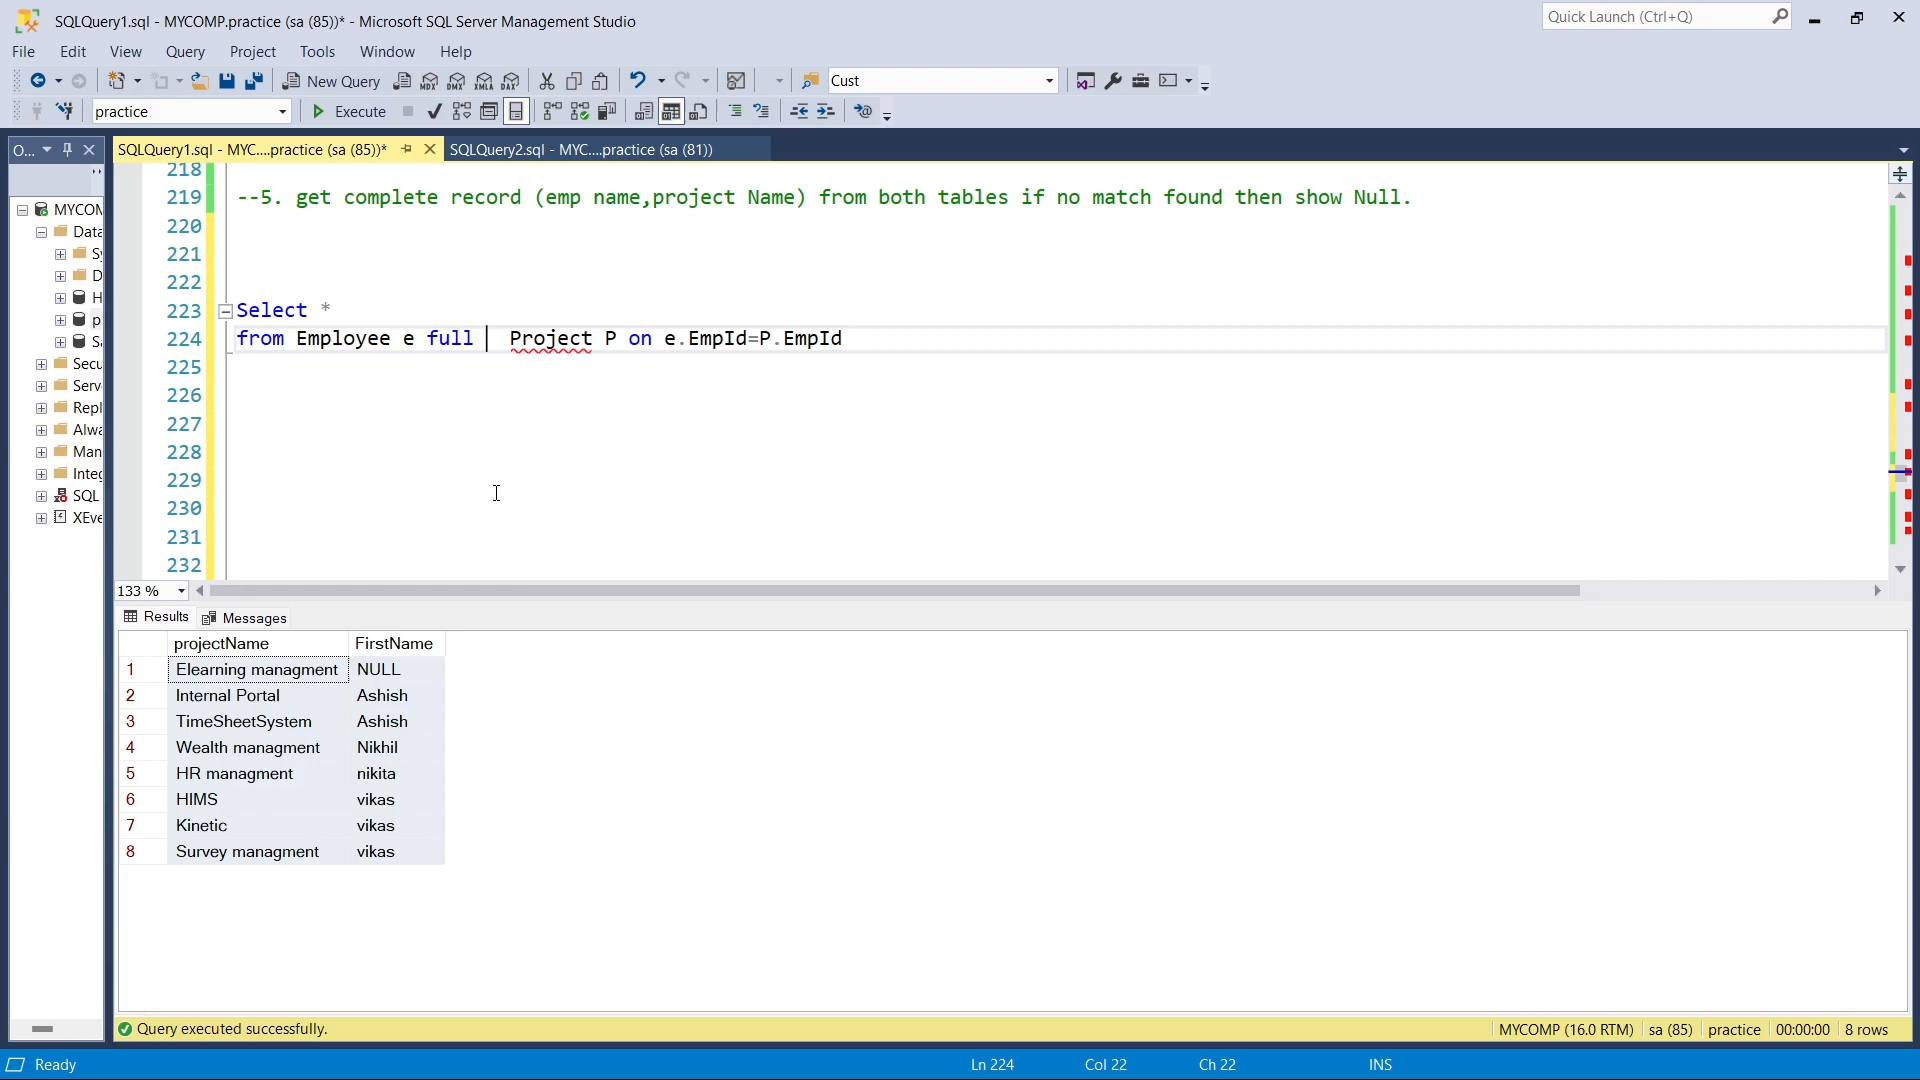 SQLQuery1.sql - MYCOMP.practice (sa (85))* - Microsoft SQL Server Management Studio
Quick Launch (Ctrl+Q)
File Edit View Query Project Tools Window Help
New Query MDX DMX XMLA DAX Cust
practice Execute
O... SQLQuery1.sql - MYC....practice (sa (85))* SQLQuery2.sql - MYC....practice (sa (81))
218
219 --5. get complete record (emp name,project Name) from both tables if no match found then show Null.
220
221
222
223 Select *
224 from Employee e full Project P on e.EmpId=P.EmpId
225
226
227
228
229
230
231
232
MYCOM
Data
Sy
D
H
p
Sa
Secu
Serv
Repl
Alwa
Man
Integ
SQL
XEve
133 %
Results Messages
projectName FirstName
1 Elearning managment NULL
2 Internal Portal Ashish
3 TimeSheetSystem Ashish
4 Wealth managment Nikhil
5 HR managment nikita
6 HIMS vikas
7 Kinetic vikas
8 Survey managment vikas
Query executed successfully. MYCOMP (16.0 RTM) sa (85) practice 00:00:00 8 rows
Ready Ln 224 Col 22 Ch 22 INS